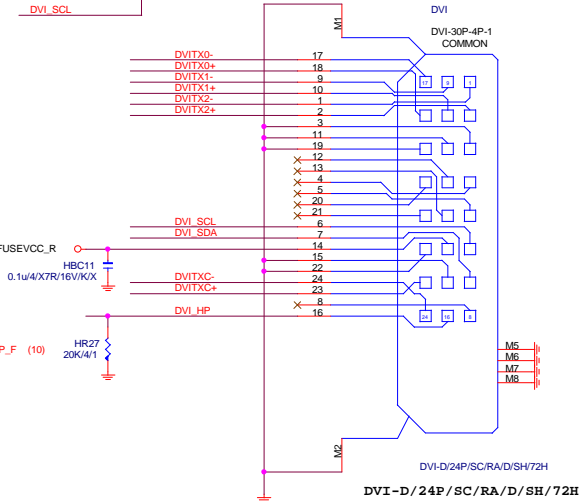 DVI_SCL
DVI
DVI-30P-4P-1
COMMON
M1
DVITX0- 17
DVITX0+ 18
DVITX1- 9
DVITX1+ 10
DVITX2- 1
DVITX2+ 2
3
11
19
12
13
4
5
20
21
DVI_SCL 6
DVI_SDA 7
FUSEVCC_R 14
15
22
DVITXC- 24
DVITXC+ 23
8
DVI_HP 16
17 9 1
24 16 8
HBC11
0.1u/4/X7R/16V/K/X
P_F (10)
HR27
20K/4/1
M5
M6
M7
M8
M2
DVI-D/24P/SC/RA/D/SH/72H
DVI-D/24P/SC/RA/D/SH/72H